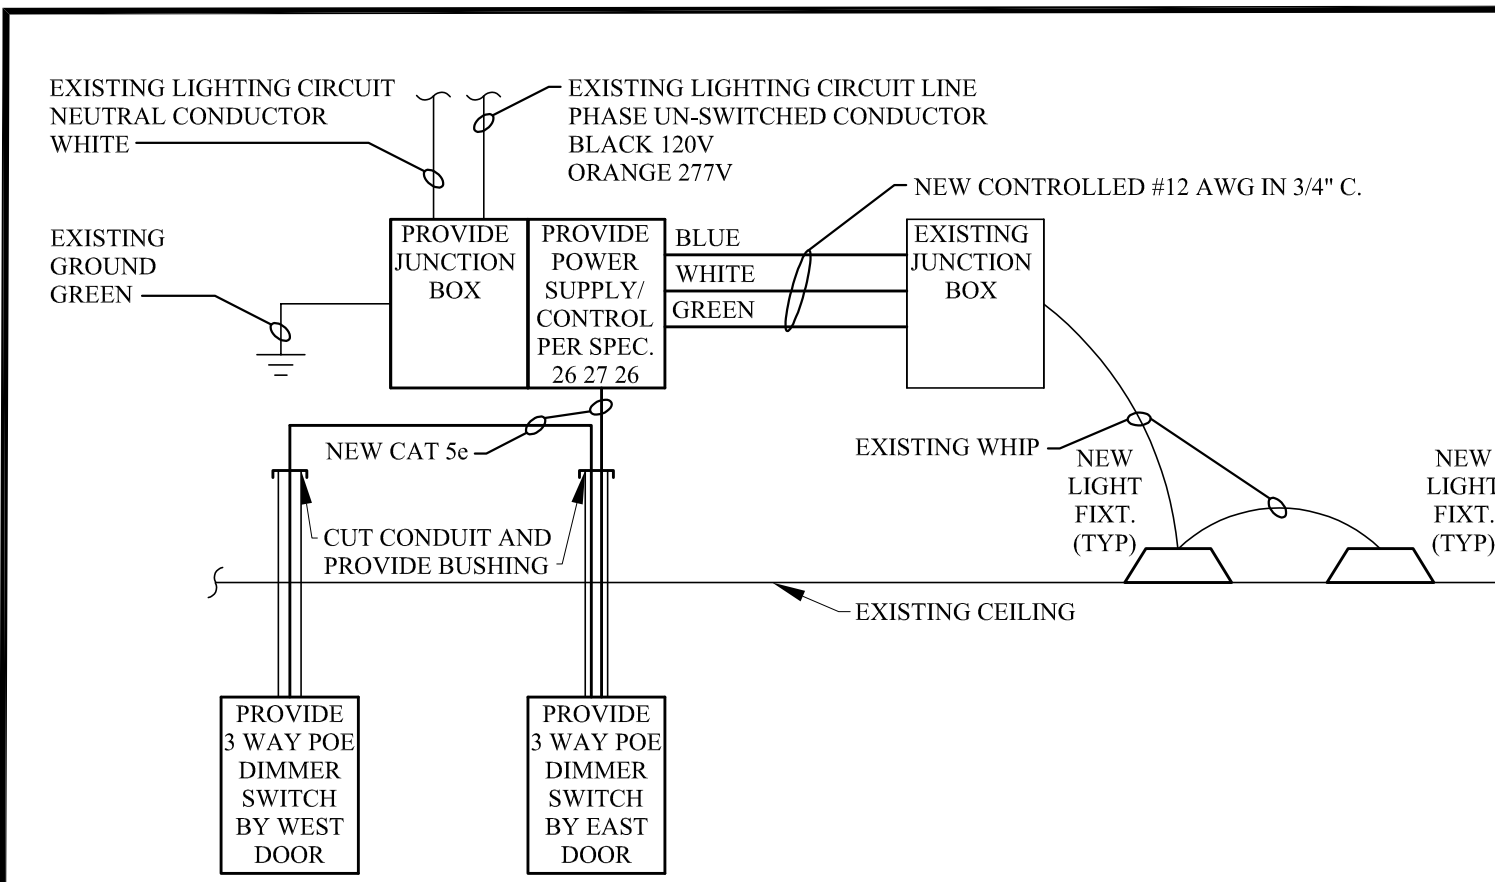 EXISTING LIGHTING CIRCUIT
NEUTRAL CONDUCTOR
WHITE
EXISTING LIGHTING CIRCUIT LINE
PHASE UN-SWITCHED CONDUCTOR
BLACK 120V
ORANGE 277V
NEW CONTROLLED #12 AWG IN 3/4" C.
EXISTING
GROUND
GREEN
PROVIDE
JUNCTION
BOX
PROVIDE
POWER
SUPPLY/
CONTROL
PER SPEC.
26 27 26
BLUE
WHITE
GREEN
EXISTING
JUNCTION
BOX
NEW CAT 5e
EXISTING WHIP
NEW
LIGHT
FIXT.
(TYP)
NEW
LIGHT
FIXT.
(TYP)
CUT CONDUIT AND
PROVIDE BUSHING
EXISTING CEILING
PROVIDE
3 WAY POE
DIMMER
SWITCH
BY WEST
DOOR
PROVIDE
3 WAY POE
DIMMER
SWITCH
BY EAST
DOOR